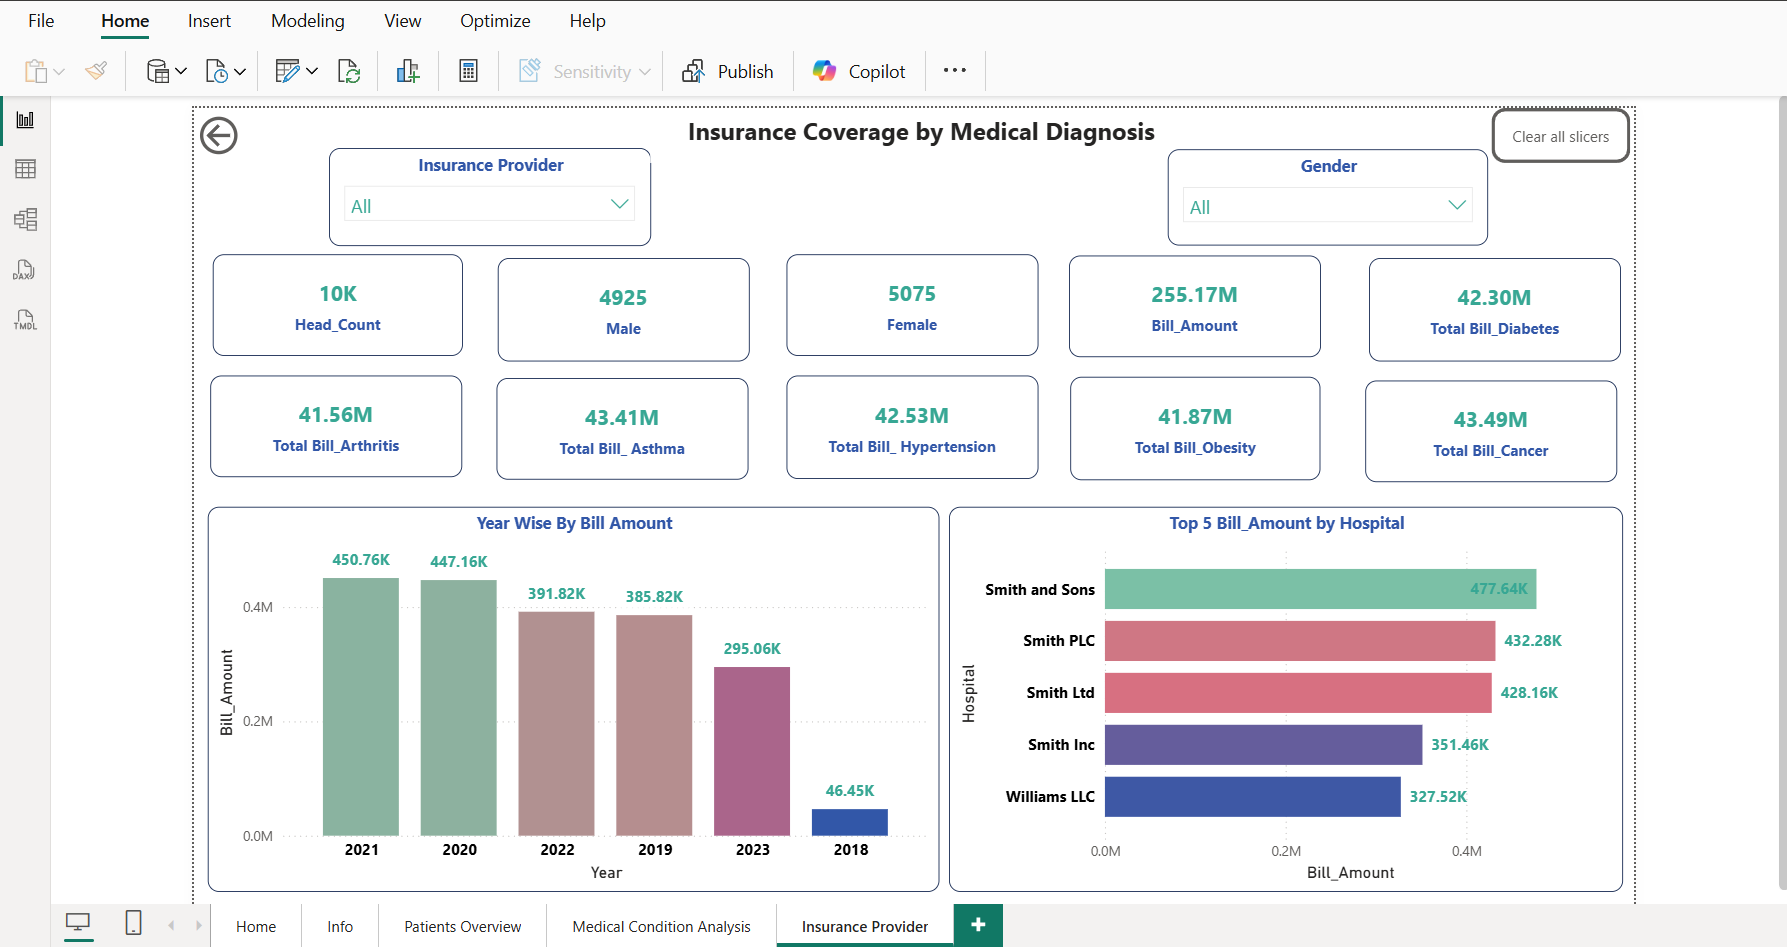 File Home Insert Modeling View Optimize Help
Sensitivity Publish Copilot ...
Insurance Coverage by Medical Diagnosis
Clear all slicers
Insurance Provider
All
Gender
All
10K
Head_Count
4925
Male
5075
Female
255.17M
Bill_Amount
42.30M
Total Bill_Diabetes
41.56M
Total Bill_Arthritis
43.41M
Total Bill_ Asthma
42.53M
Total Bill_ Hypertension
41.87M
Total Bill_Obesity
43.49M
Total Bill_Cancer
DAX
TMDL
Year Wise By Bill Amount
Bill_Amount
0.4M
0.2M
0.0M
450.76K
447.16K
391.82K
385.82K
295.06K
46.45K
2021 2020 2022 2019 2023 2018
Year
Top 5 Bill_Amount by Hospital
Hospital
Smith and Sons 477.64K
Smith PLC 432.28K
Smith Ltd 428.16K
Smith Inc 351.46K
Williams LLC 327.52K
0.0M 0.2M 0.4M
Bill_Amount
Home Info Patients Overview Medical Condition Analysis Insurance Provider +